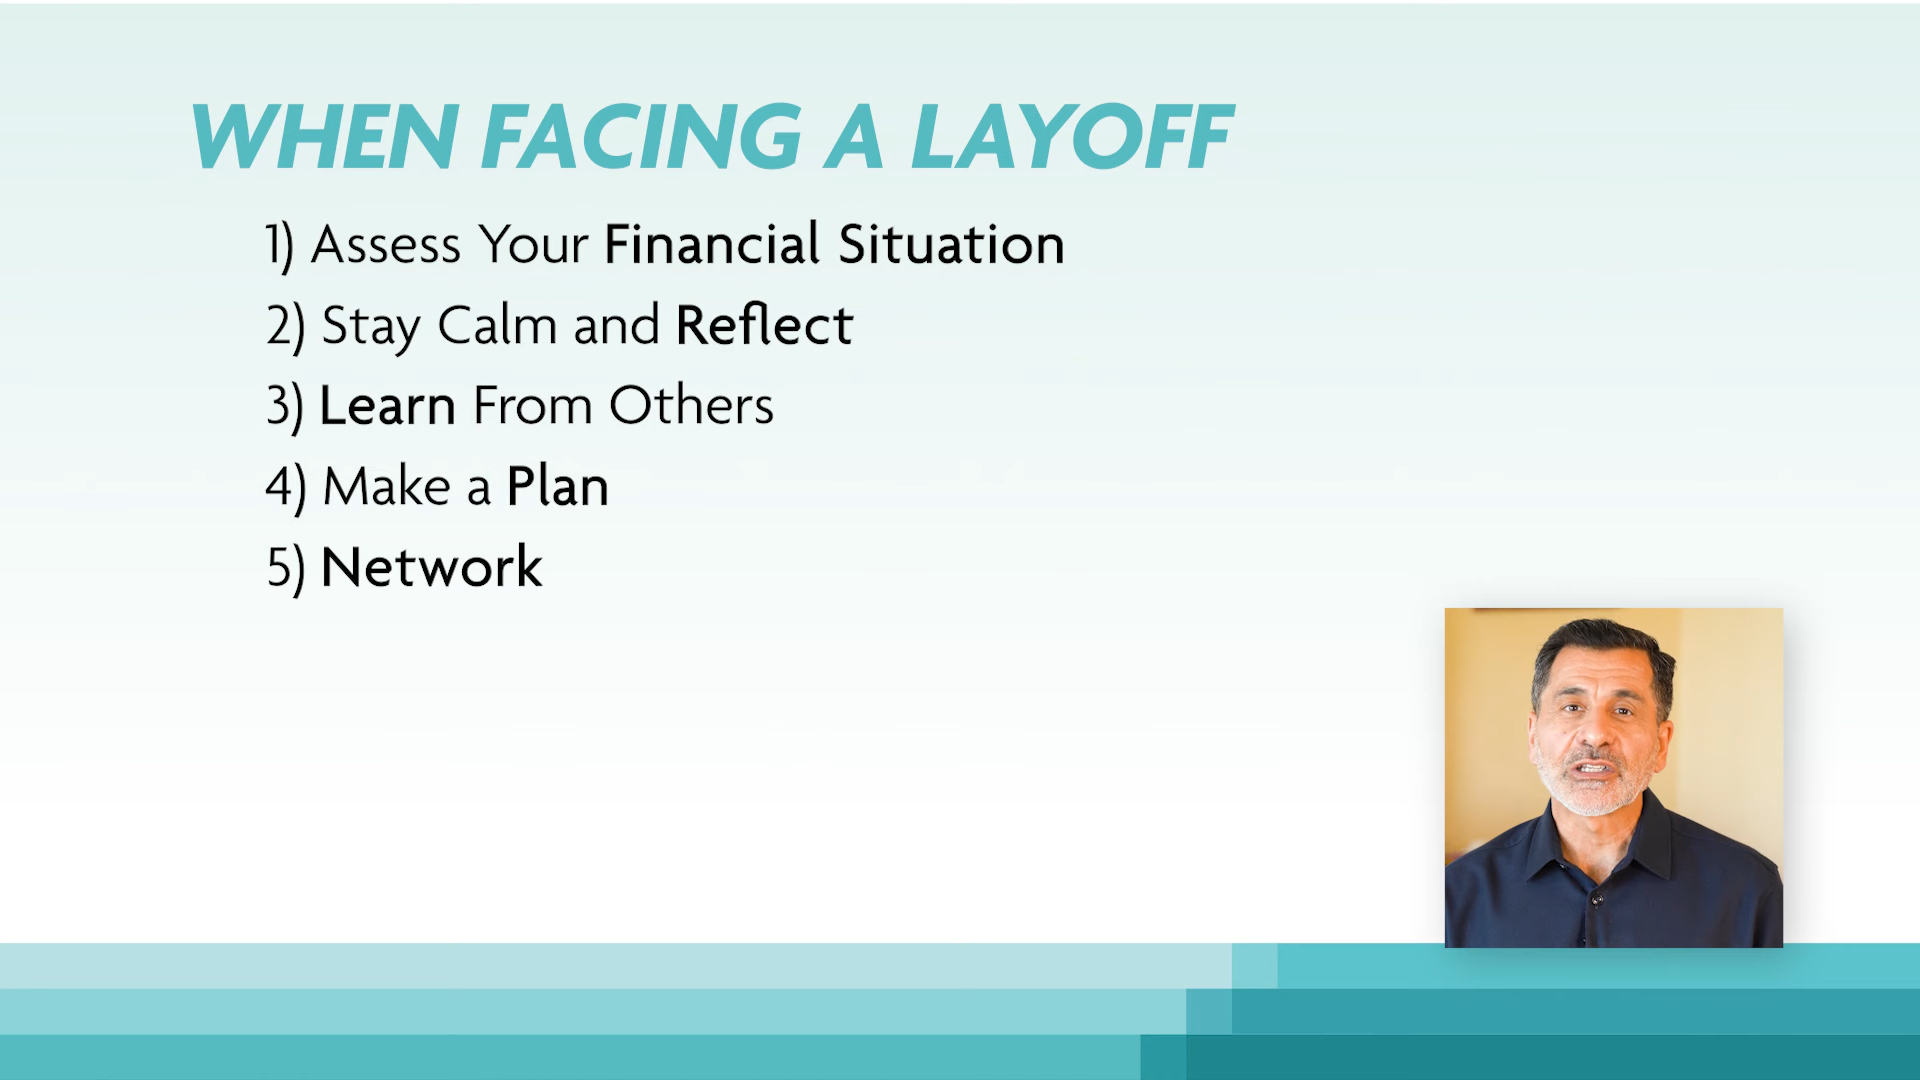 WHEN FACING A LAYOFF
1) Assess Your Financial Situation
2) Stay Calm and Reflect
3) Learn From Others
4) Make a Plan
5) Network